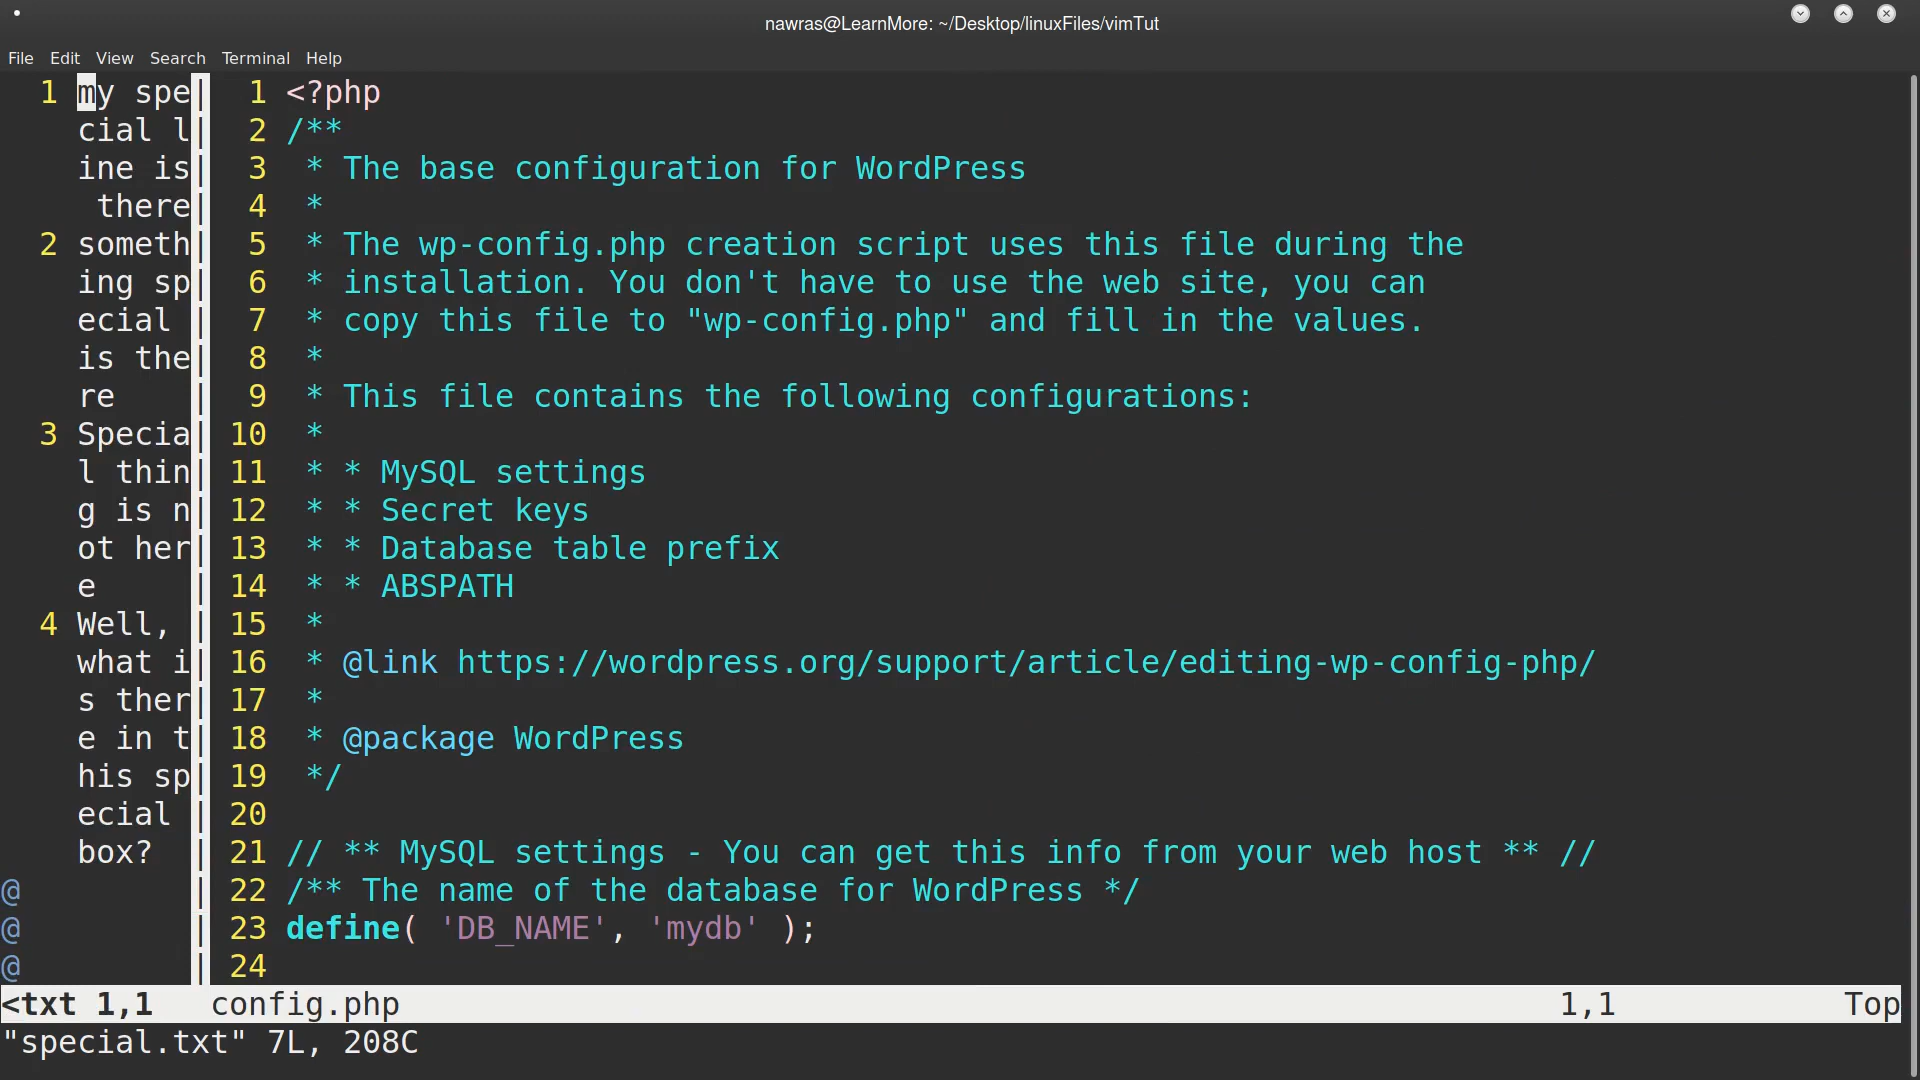 nawras@LearnMore: ~/Desktop/linuxFiles/vimTut
File Edit View Search Terminal Help
1 my spe
cial l
ine is
there
2 someth
ing sp
ecial
is the
re
3 Specia
l thin
g is n
ot her
e
4 Well,
what i
s ther
e in t
his sp
ecial
box?
@
@
@
1 <?php
2 /**
3  * The base configuration for WordPress
4  *
5  * The wp-config.php creation script uses this file during the
6  * installation. You don't have to use the web site, you can
7  * copy this file to "wp-config.php" and fill in the values.
8  *
9  * This file contains the following configurations:
10  *
11  * * MySQL settings
12  * * Secret keys
13  * * Database table prefix
14  * * ABSPATH
15  *
16  * @link https://wordpress.org/support/article/editing-wp-config-php/
17  *
18  * @package WordPress
19  */
20
21 // ** MySQL settings - You can get this info from your web host ** //
22 /** The name of the database for WordPress */
23 define( 'DB_NAME', 'mydb' );
24
<txt 1,1 config.php 1,1 Top
"special.txt" 7L, 208C